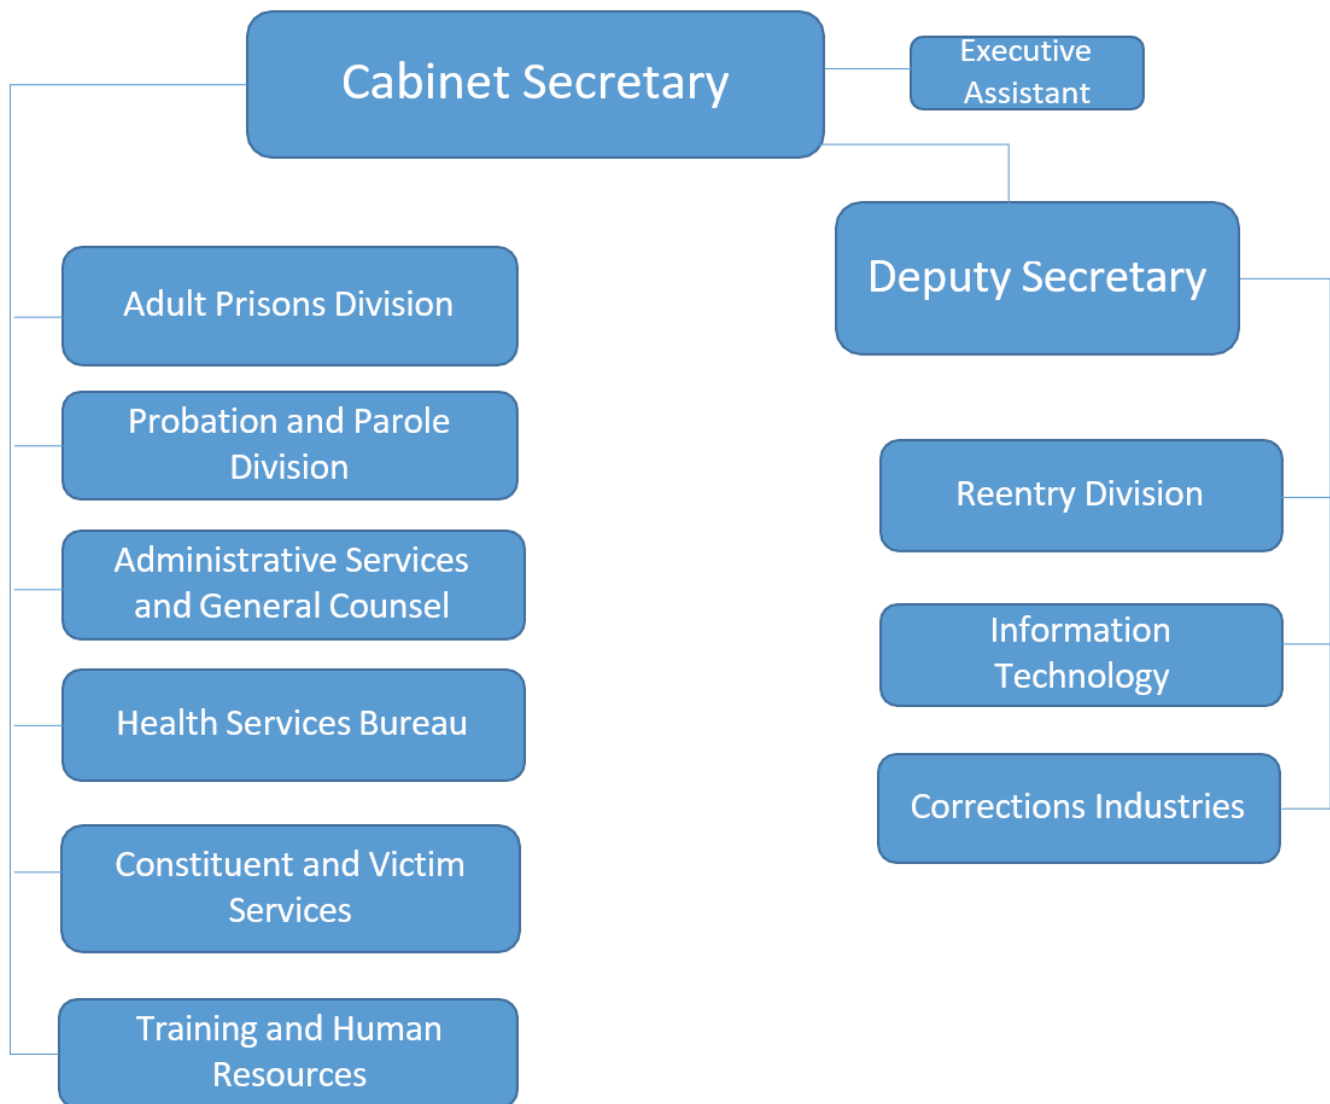 Cabinet Secretary
Executive
Assistant
Deputy Secretary
Adult Prisons Division
Probation and Parole
Division
Administrative Services
and General Counsel
Health Services Bureau
Constituent and Victim
Services
Training and Human
Resources
Reentry Division
Information
Technology
Corrections Industries